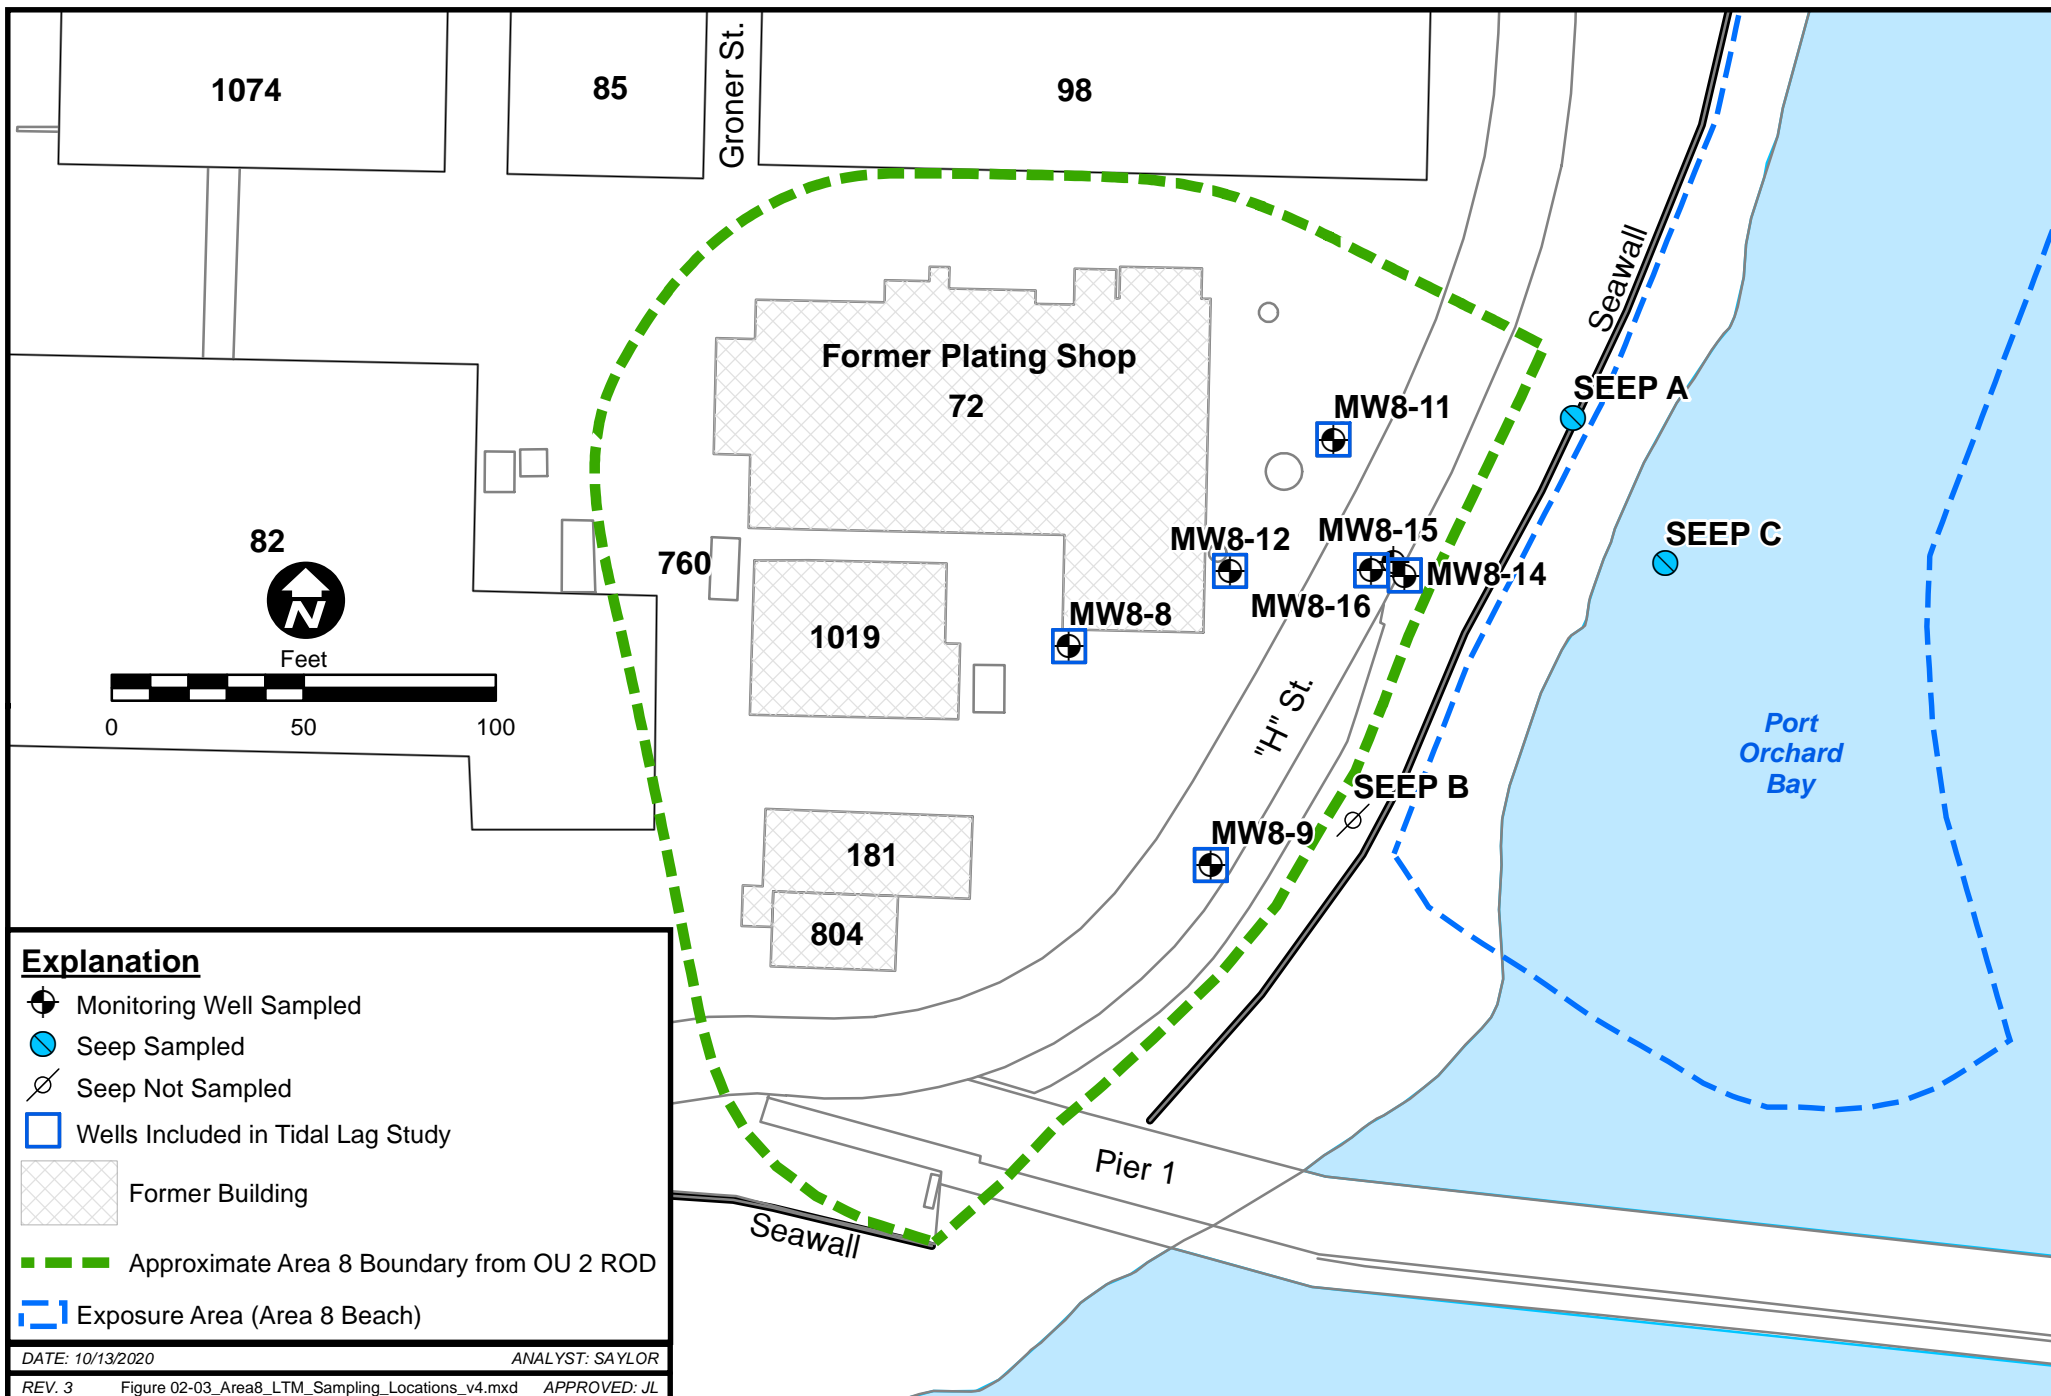 1074
85
Groner St.
98
Seawall
Former Plating Shop
72
SEEP A
MW8-11
82
760
MW8-12
MW8-15
SEEP C
MW8-14
MW8-16
MW8-8
1019
N
Feet
0 50 100
"H" St.
Port
Orchard
Bay
SEEP B
MW8-9
181
804
Pier 1
Seawall
Explanation
Monitoring Well Sampled
Seep Sampled
Seep Not Sampled
Wells Included in Tidal Lag Study
Former Building
Approximate Area 8 Boundary from OU 2 ROD
Exposure Area (Area 8 Beach)
DATE: 10/13/2020 ANALYST: SAYLOR
REV. 3 Figure 02-03_Area8_LTM_Sampling_Locations_v4.mxd APPROVED: JL